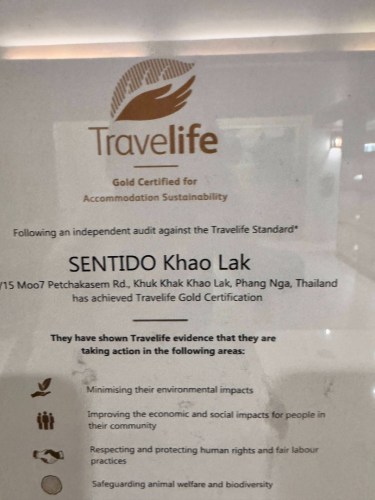 Travelife
Gold Certified for
Accommodation Sustainability
Following an independent audit against the Travelife Standard*
SENTIDO Khao Lak
/15 Moo7 Petchakasem Rd., Khuk Khak Khao Lak, Phang Nga, Thailand
has achieved Travelife Gold Certification
They have shown Travelife evidence that they are
taking action in the following areas:
Minimising their environmental impacts
Improving the economic and social impacts for people in
their community
Respecting and protecting human rights and fair labour
practices
Safeguarding animal welfare and biodiversity